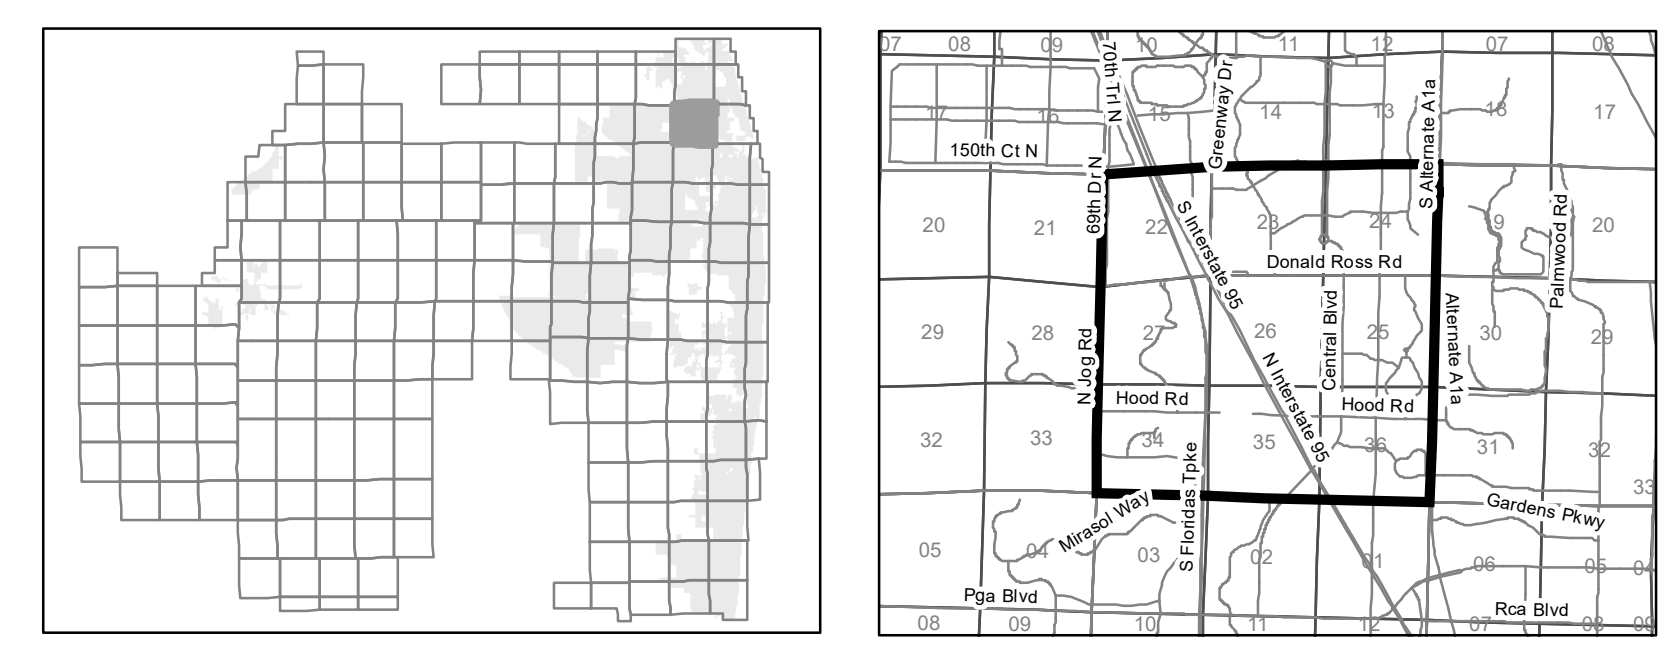 07 08 09 10 11 12 07 08
70th Trl N
Greenway Dr
S Alternate A1a
17 16 15 14 13 18 17
150th Ct N
69th Dr N
20 21 22 23 24 19 20
S Interstate 95
Palmwood Rd
Donald Ross Rd
29 28 27 26 25 30 29
N Jog Rd
Central Blvd
Alternate A1a
N Interstate 95
Hood Rd
Hood Rd
32 33 34 35 36 31 32
33
S Floridas Tpke
Mirasol Way
Gardens Pkwy
05 04 03 02 01 06 05 04
Pga Blvd
Rca Blvd
08 09 10 11 12 07 08 09